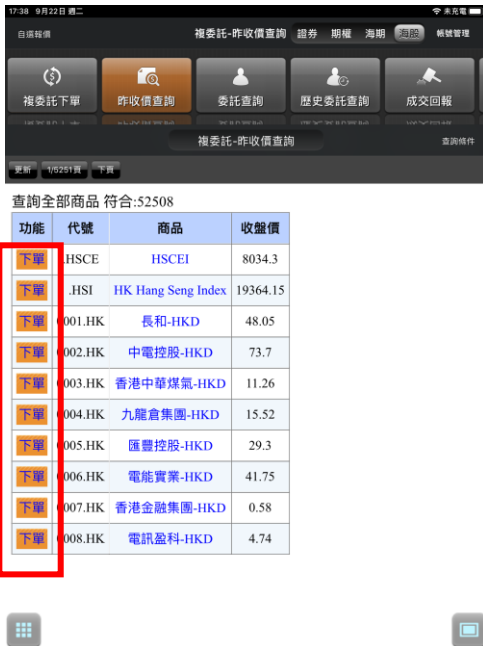 17:38 9月22日 週二 未充電
自選報價 複委託-昨收價查詢 證券 期權 海期 海股 帳號管理
複委託下單 昨收價查詢 委託查詢 歷史委託查詢 成交回報
複委託-昨收價查詢 查詢條件
更新 1/5251頁 下頁
查詢全部商品 符合:52508
功能 代號 商品 收盤價
下單 .HSCE HSCEI 8034.3
下單 .HSI HK Hang Seng Index 19364.15
下單 001.HK 長和-HKD 48.05
下單 002.HK 中電控股-HKD 73.7
下單 003.HK 香港中華煤氣-HKD 11.26
下單 004.HK 九龍倉集團-HKD 15.52
下單 005.HK 匯豐控股-HKD 29.3
下單 006.HK 電能實業-HKD 41.75
下單 007.HK 香港金融集團-HKD 0.58
下單 008.HK 電訊盈科-HKD 4.74